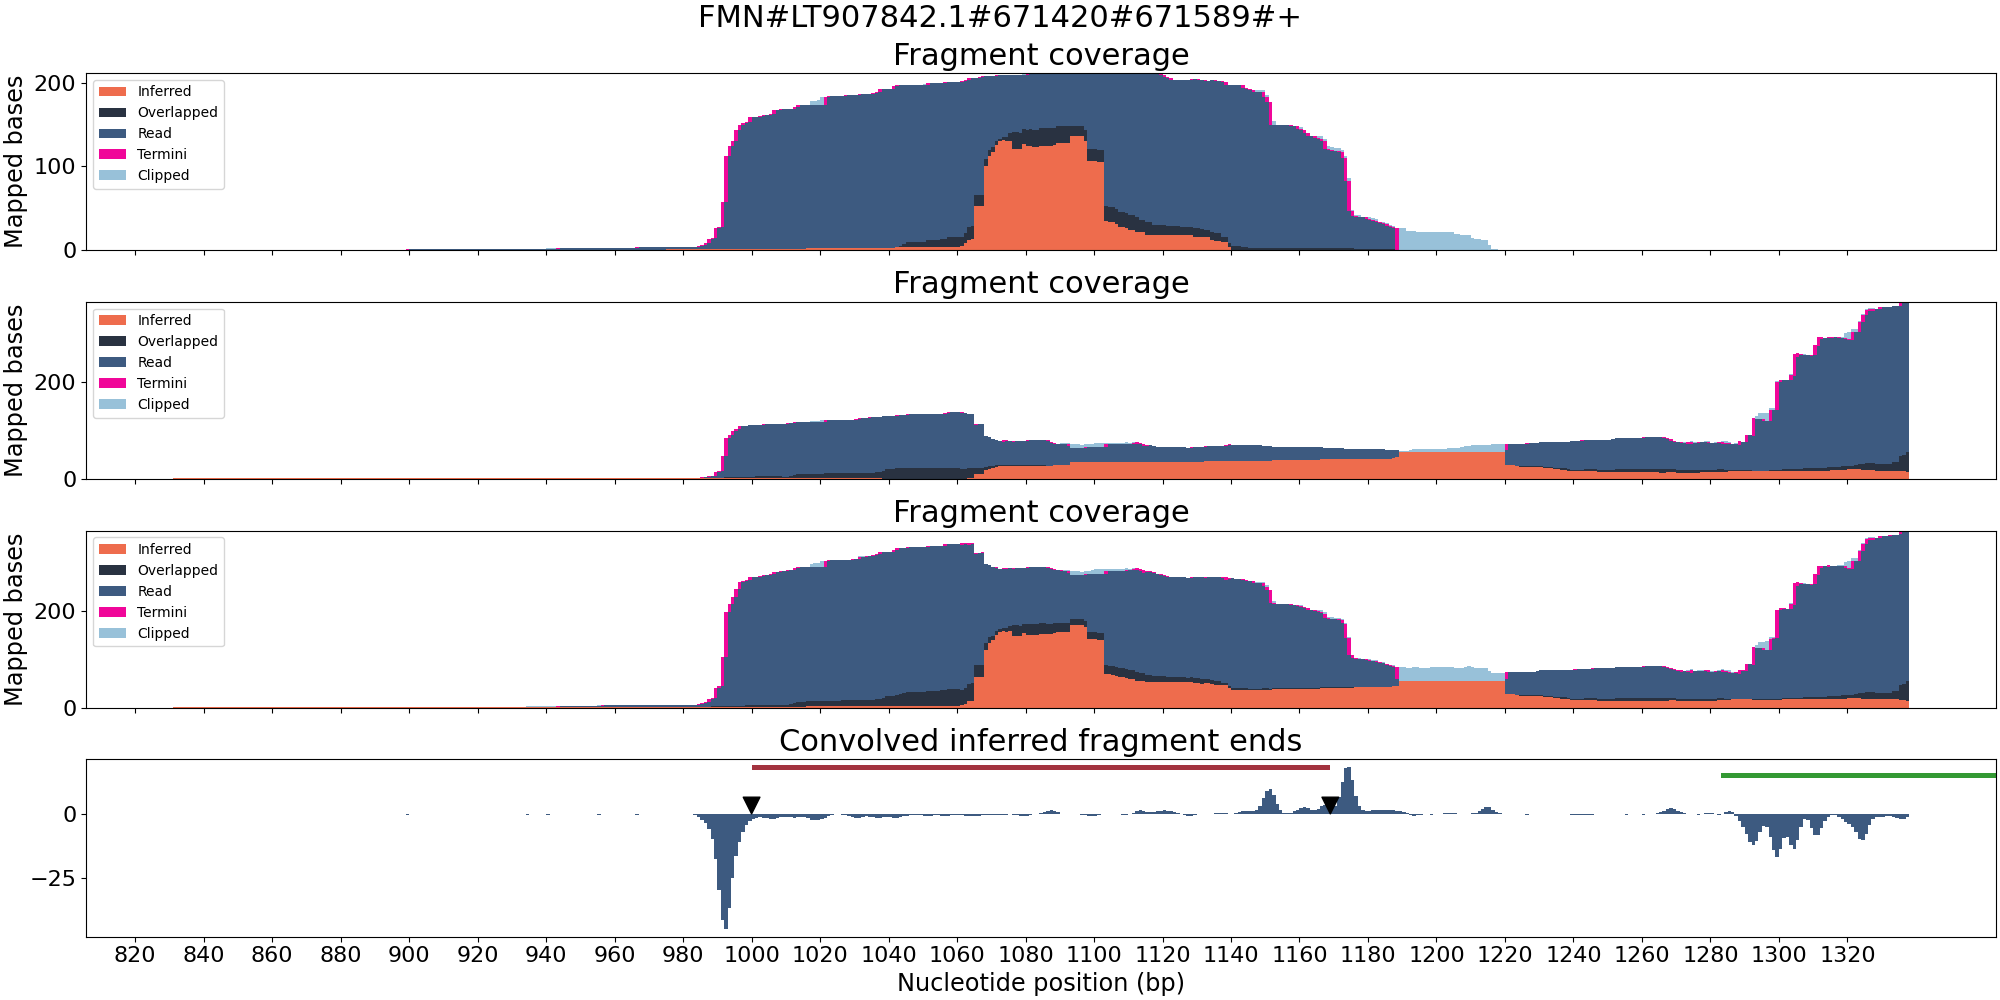 FMN#LT907842.1#671420#671589#+
Fragment coverage
Mapped bases
200
100
0
Inferred
Overlapped
Read
Termini
Clipped
Fragment coverage
Mapped bases
200
0
Inferred
Overlapped
Read
Termini
Clipped
Fragment coverage
Mapped bases
200
0
Inferred
Overlapped
Read
Termini
Clipped
Convolved inferred fragment ends
0
−25
820 840 860 880 900 920 940 960 980 1000 1020 1040 1060 1080 1100 1120 1140 1160 1180 1200 1220 1240 1260 1280 1300 1320
Nucleotide position (bp)